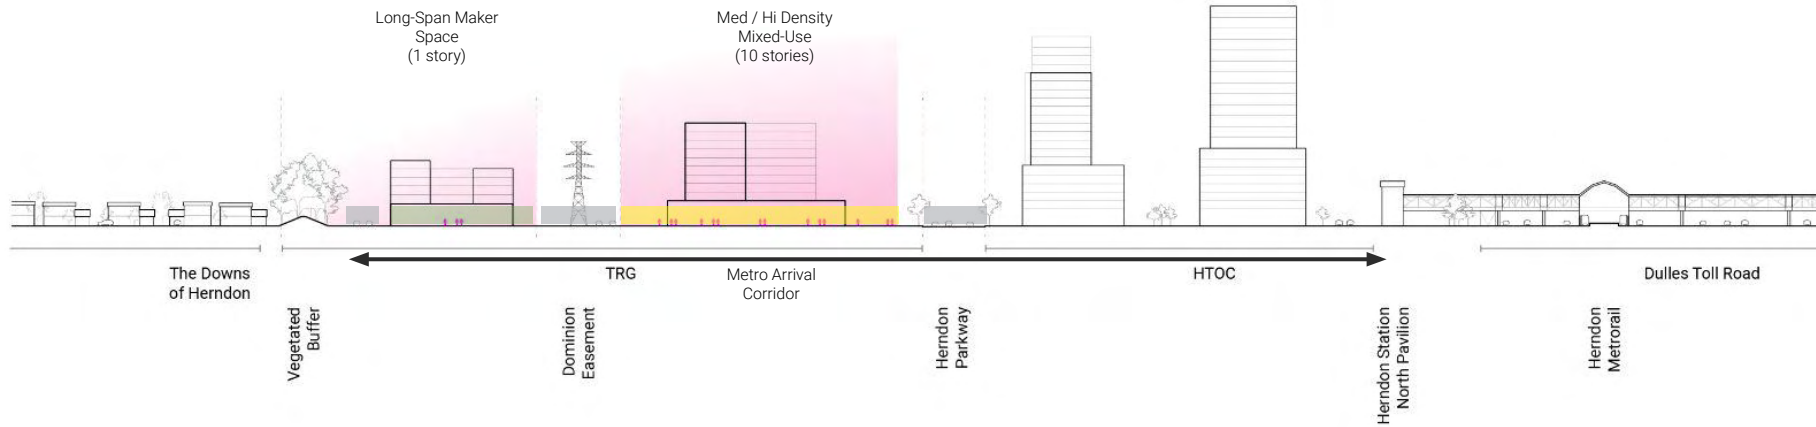 Long-Span Maker
Space
(1 story)
Med / Hi Density
Mixed-Use
(10 stories)
The Downs
of Herndon
TRG
Metro Arrival
Corridor
HTOC
Dulles Toll Road
Vegetated
Buffer
Dominion
Easement
Herndon
Parkway
Herndon Station
North Pavilion
Herndon
Metrorail